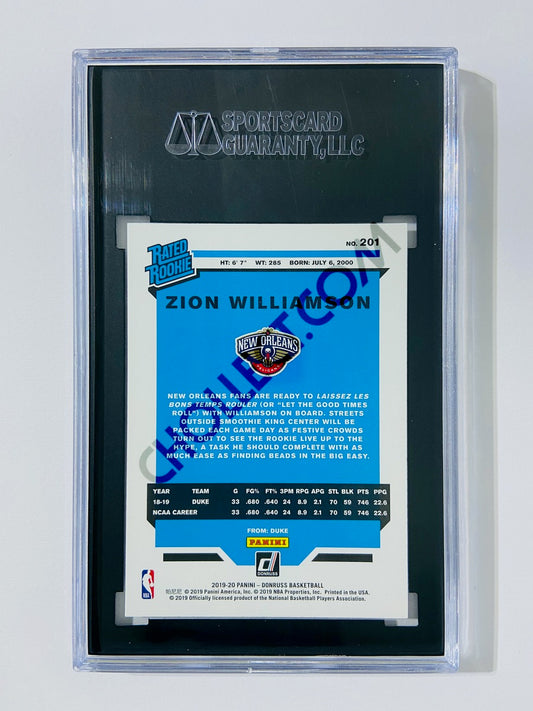 SPORTSCARD
GUARANTY, LLC
RATED
ROOKIE
NO. 201
HT: 6' 7" WT: 285 BORN: JULY 6, 2000
ZION WILLIAMSON
NEW ORLEANS
PELICANS
NEW ORLEANS FANS ARE READY TO LAISSEZ LES
BONS TEMPS ROULER (OR "LET THE GOOD TIMES
ROLL") WITH WILLIAMSON ON BOARD. STREETS
OUTSIDE SMOOTHIE KING CENTER WILL BE
PACKED EACH GAME DAY AS FESTIVE CROWDS
TURN OUT TO SEE THE ROOKIE LIVE UP TO THE
HYPE, A TASK HE SHOULD COMPLETE WITH AS
MUCH EASE AS FINDING BEADS IN THE BIG EASY.
YEAR TEAM G FG% FT% 3PM RPG APG STL BLK PTS PPG
18-19 DUKE 33 .680 .640 24 8.9 2.1 70 59 746 22.6
NCAA CAREER 33 .680 .640 24 8.9 2.1 70 59 746 22.6
FROM: DUKE
PANINI
DONRUSS
NBA
2019-20 PANINI – DONRUSS BASKETBALL
帕尼尼 © 2019 Panini America, Inc. © 2019 NBA Properties, Inc. Printed in the USA.
© 2019 Officially licensed product of the National Basketball Players Association.